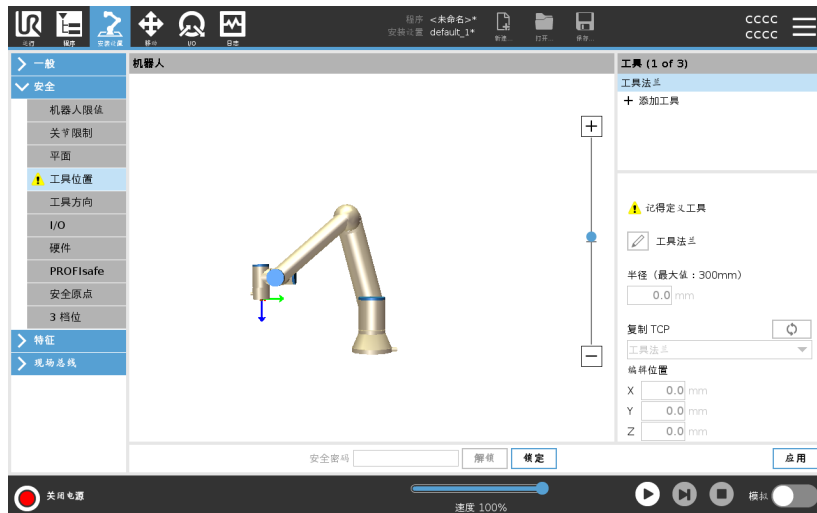 UR
运行
程序
安装设置
移动
I/O
日志
程序 <未命名>*
安装设置 default_1*
新建...
打开...
保存...
CCCC
CCCC
一般
安全
机器人限值
关节限制
平面
工具位置
工具方向
I/O
硬件
PROFIsafe
安全原点
3 档位
特征
现场总线
机器人
工具 (1 of 3)
工具法兰
添加工具
记得定义工具
工具法兰
半径（最大值：300mm）
0.0 mm
复制 TCP
工具法兰
编辑位置
X 0.0 mm
Y 0.0 mm
Z 0.0 mm
安全密码
解锁
锁定
应用
关闭电源
速度 100%
模拟